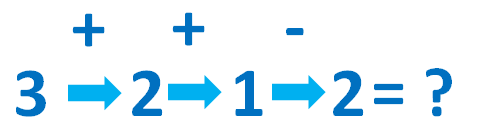 + + -
3 → 2 → 1 → 2 = ?